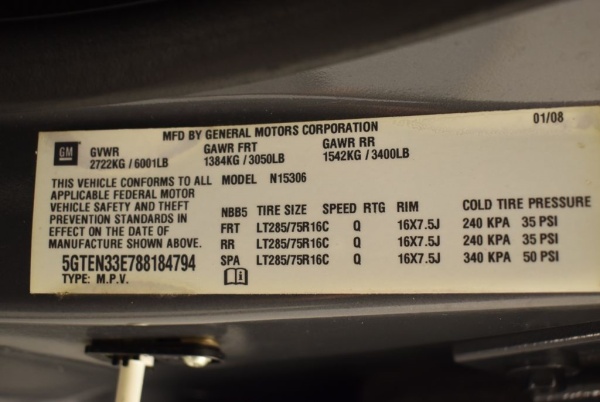 MFD BY GENERAL MOTORS CORPORATION 01/08
GM
GVWR GAWR FRT GAWR RR
2722KG / 6001LB 1384KG / 3050LB 1542KG / 3400LB
THIS VEHICLE CONFORMS TO ALL
APPLICABLE FEDERAL MOTOR
VEHICLE SAFETY AND THEFT
PREVENTION STANDARDS IN
EFFECT ON THE DATE OF
MANUFACTURE SHOWN ABOVE.
5GTEN33E788184794
TYPE: M.P.V.
MODEL N15306
NBB5 TIRE SIZE SPEED RTG RIM COLD TIRE PRESSURE
FRT LT285/75R16C Q 16X7.5J 240 KPA 35 PSI
RR LT285/75R16C Q 16X7.5J 240 KPA 35 PSI
SPA LT285/75R16C Q 16X7.5J 340 KPA 50 PSI